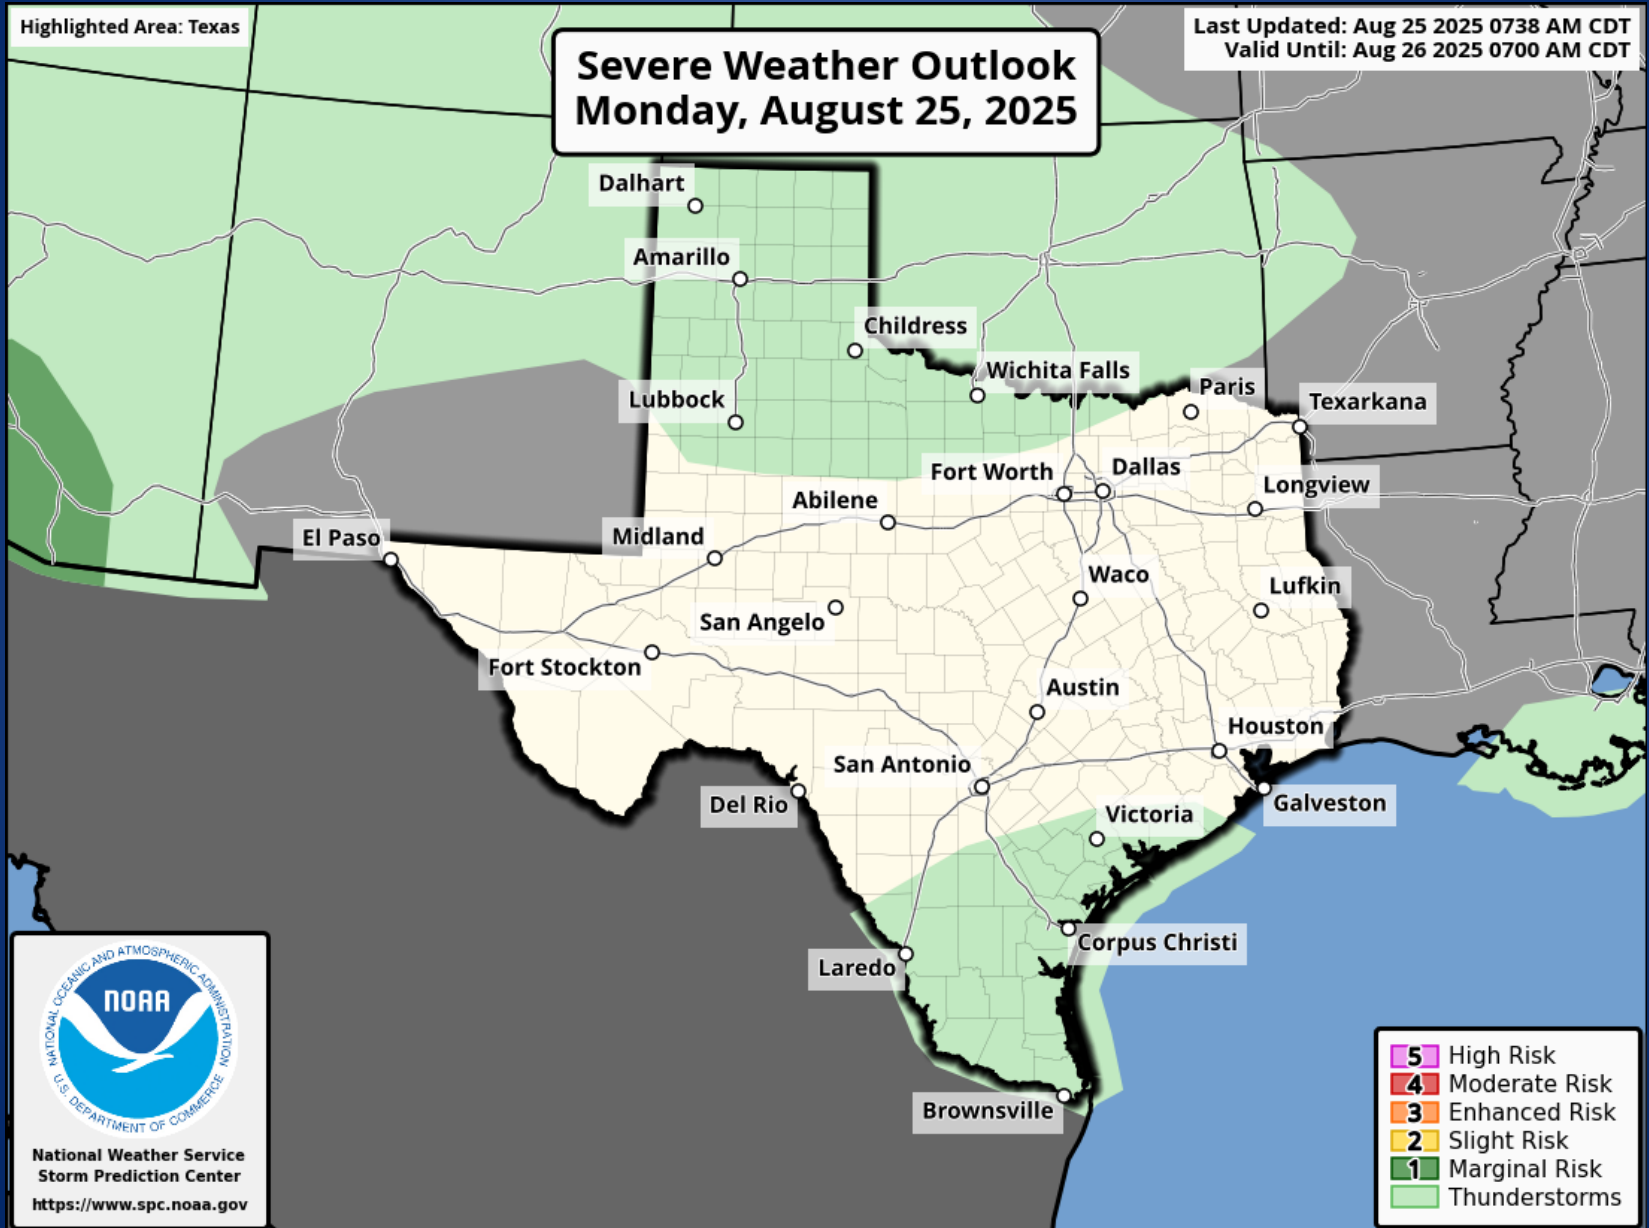 Highlighted Area: Texas
Severe Weather Outlook
Monday, August 25, 2025
Last Updated: Aug 25 2025 0738 AM CDT
Valid Until: Aug 26 2025 0700 AM CDT
Dalhart
Amarillo
Childress
Wichita Falls
Lubbock
Paris
Texarkana
Fort Worth
Dallas
Longview
Abilene
El Paso
Midland
Waco
Lufkin
San Angelo
Fort Stockton
Austin
Houston
San Antonio
Del Rio
Galveston
Victoria
Corpus Christi
Laredo
Brownsville
NATIONAL OCEANIC AND ATMOSPHERIC ADMINISTRATION
NOAA
U.S. DEPARTMENT OF COMMERCE
National Weather Service
Storm Prediction Center
https://www.spc.noaa.gov
5 High Risk
4 Moderate Risk
3 Enhanced Risk
2 Slight Risk
1 Marginal Risk
Thunderstorms